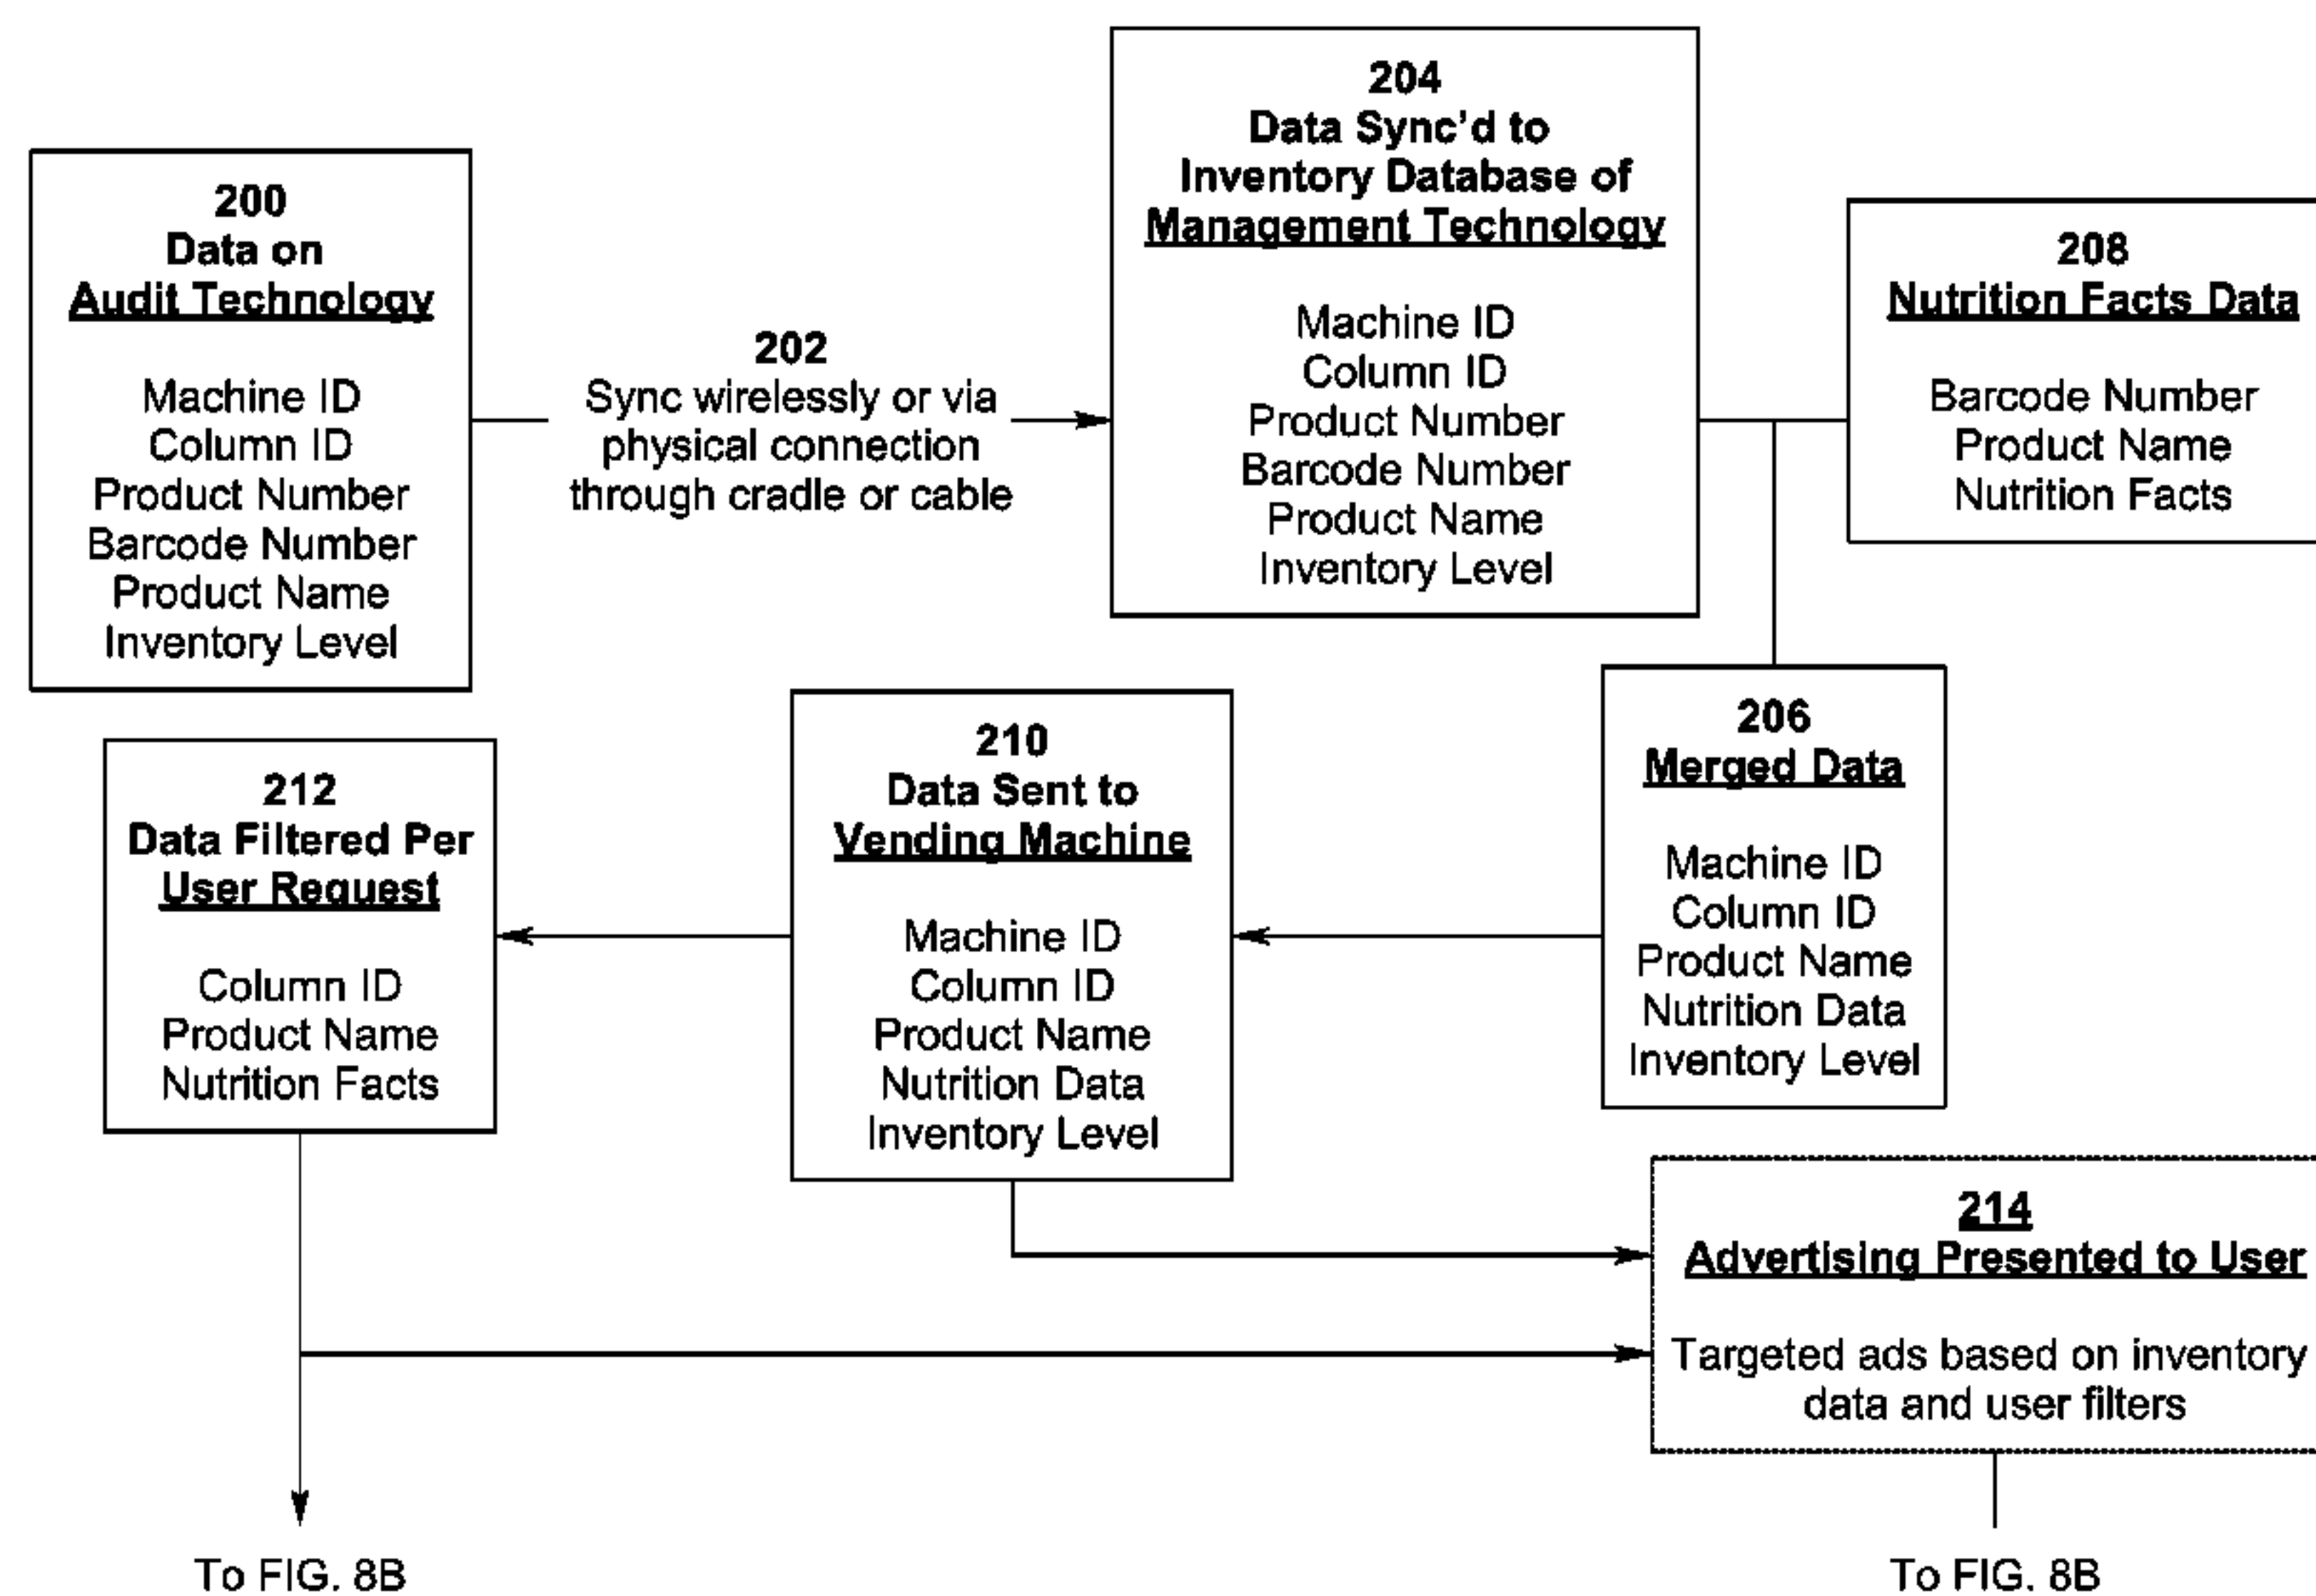 200
Data on
Audit Technology
Machine ID
Column ID
Product Number
Barcode Number
Product Name
Inventory Level
202
Sync wirelessly or via
physical connection
through cradle or cable
204
Data Sync'd to
Inventory Database of
Management Technology
Machine ID
Column ID
Product Number
Barcode Number
Product Name
Inventory Level
208
Nutrition Facts Data
Barcode Number
Product Name
Nutrition Facts
206
Merged Data
Machine ID
Column ID
Product Name
Nutrition Data
Inventory Level
210
Data Sent to
Vending Machine
Machine ID
Column ID
Product Name
Nutrition Data
Inventory Level
212
Data Filtered Per
User Request
Column ID
Product Name
Nutrition Facts
214
Advertising Presented to User
Targeted ads based on inventory
data and user filters
To FIG. 8B
To FIG. 8B